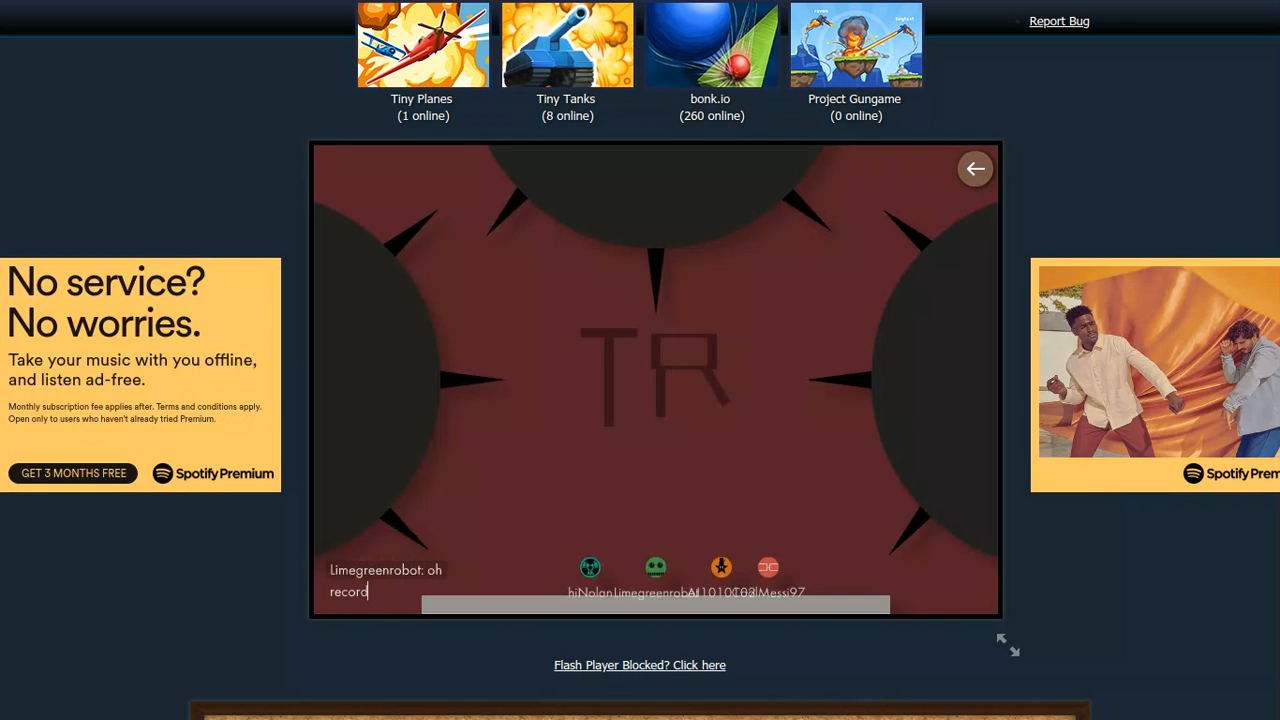 Report Bug
Tiny Planes
(1 online)
Tiny Tanks
(8 online)
bonk.io
(260 online)
Project Gungame
(0 online)
No service?
No worries.
Take your music with you offline,
and listen ad-free.
Monthly subscription fee applies after. Terms and conditions apply.
Open only to users who haven't already tried Premium.
GET 3 MONTHS FREE
Spotify Premium
TR
Limegreenrobot: oh
record
hiNolan Limegreenrobot
Flash Player Blocked? Click here